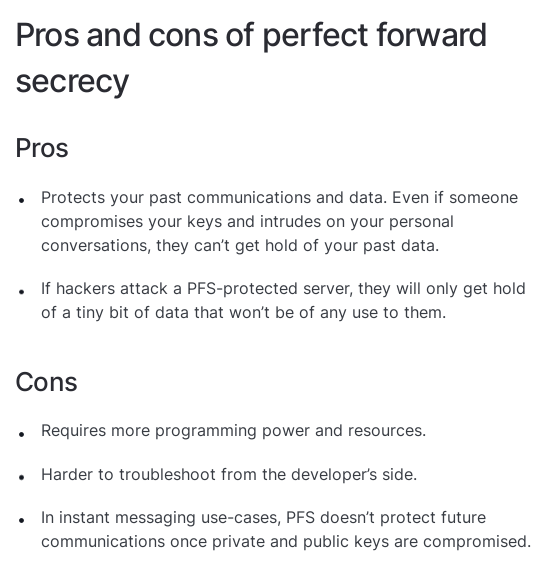 Pros and cons of perfect forward
secrecy
Pros
• Protects your past communications and data. Even if someone
compromises your keys and intrudes on your personal
conversations, they can’t get hold of your past data.
• If hackers attack a PFS-protected server, they will only get hold
of a tiny bit of data that won’t be of any use to them.
Cons
• Requires more programming power and resources.
• Harder to troubleshoot from the developer’s side.
• In instant messaging use-cases, PFS doesn’t protect future
communications once private and public keys are compromised.